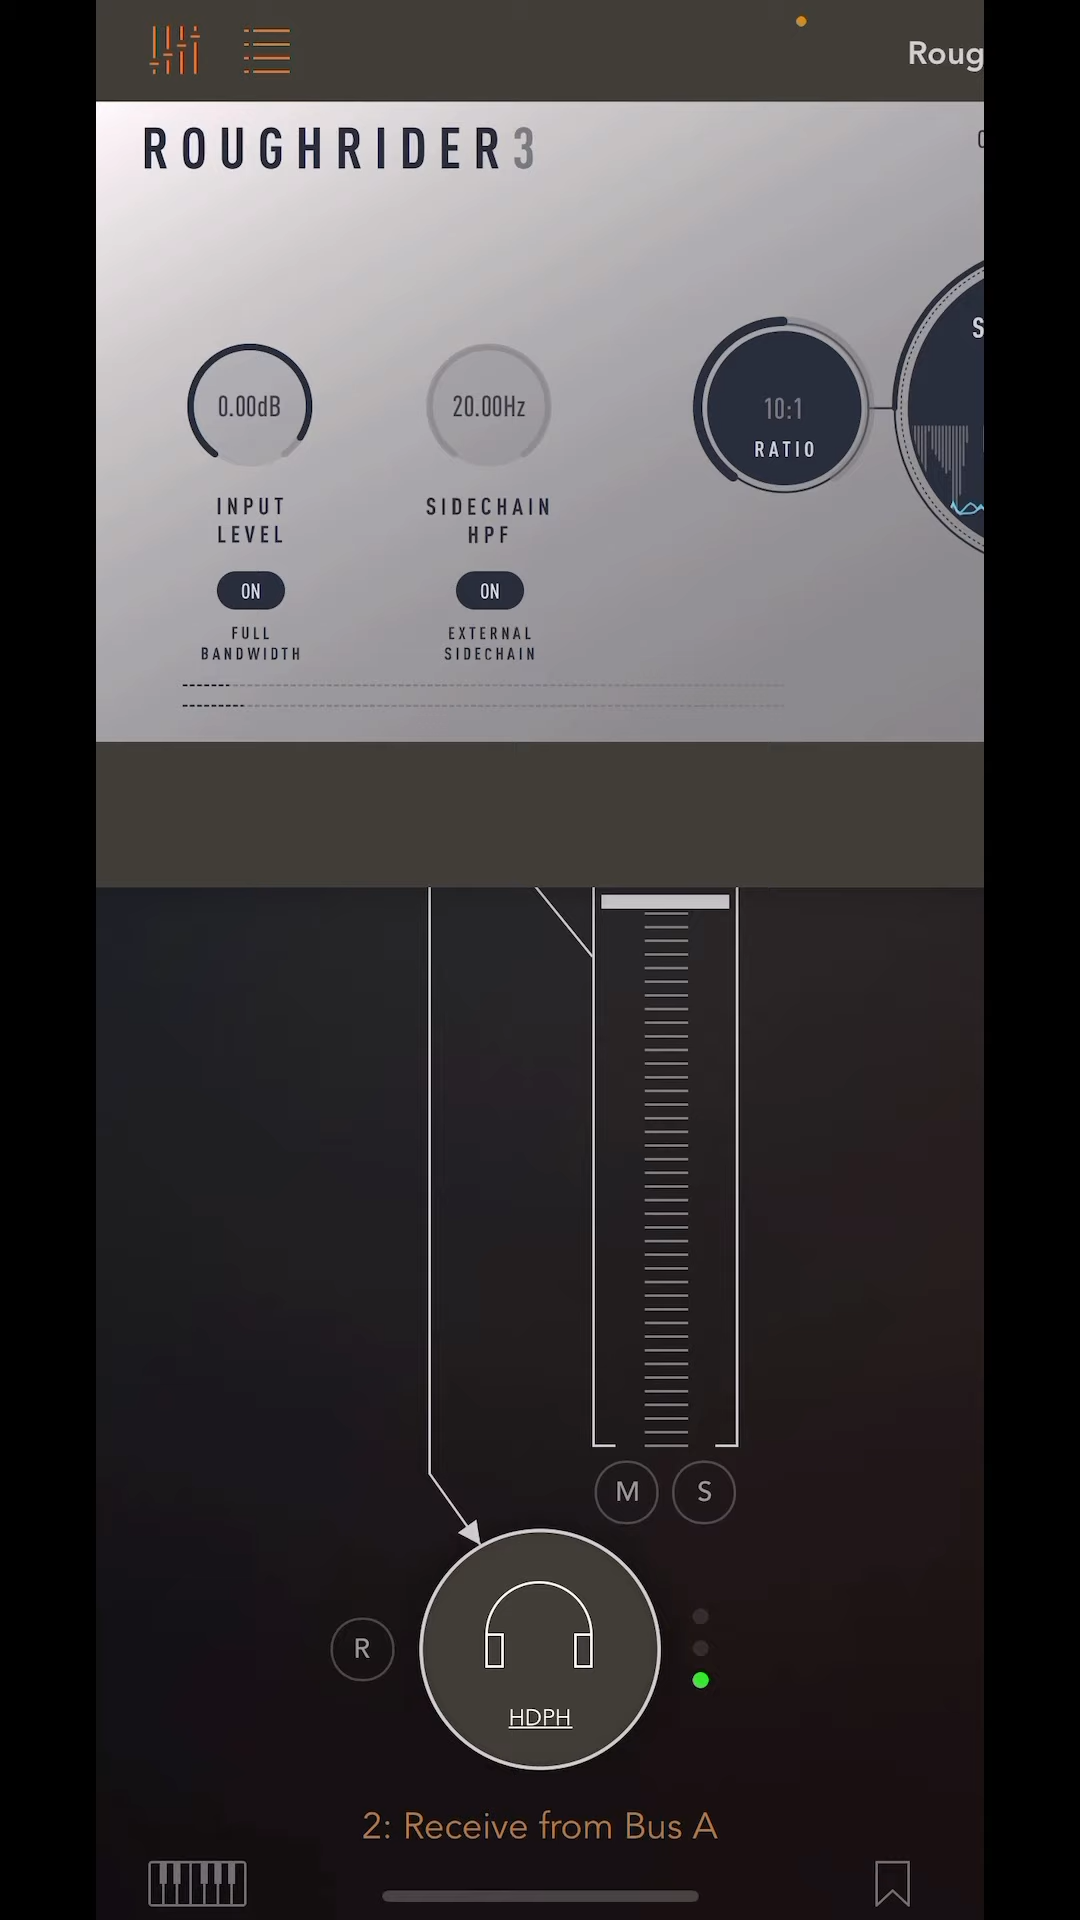 Roug
ROUGHRIDER3
0.00dB
20.00Hz
10:1
RATIO
S
INPUT
LEVEL
SIDECHAIN
HPF
ON
ON
FULL
BANDWIDTH
EXTERNAL
SIDECHAIN
M
S
R
HDPH
2: Receive from Bus A